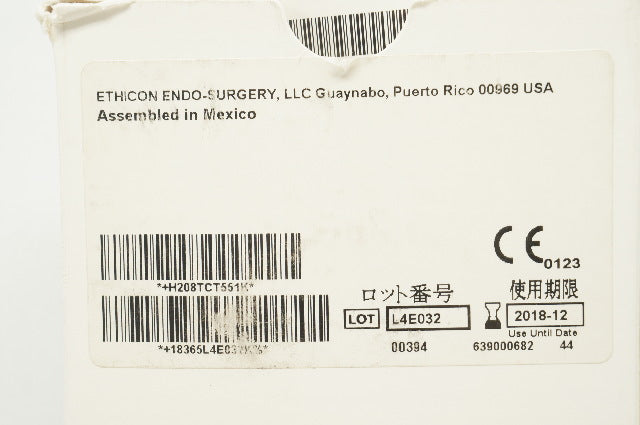 ETHICON ENDO-SURGERY, LLC Guaynabo, Puerto Rico 00969 USA
Assembled in Mexico
CE 0123
*+H208TCT551K*
ロット番号
使用期限
LOT L4E032
2018-12
Use Until Date
00394
639000682 44